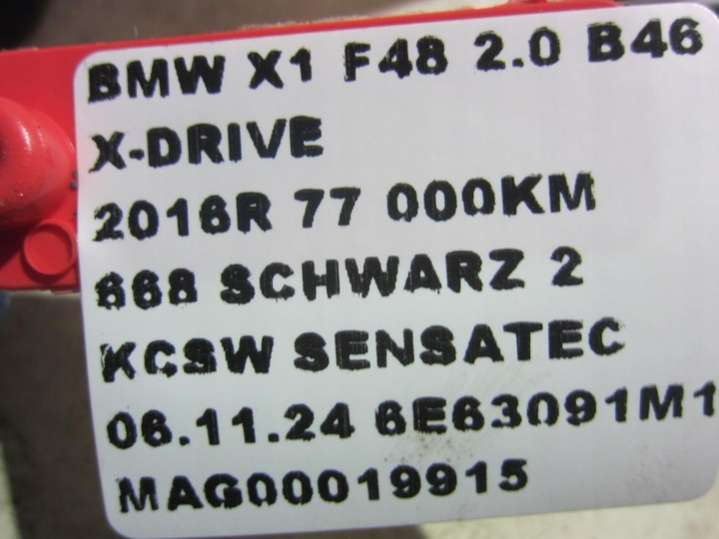 BMW X1 F48 2.0 B46
X-DRIVE
2016R 77 000KM
668 SCHWARZ 2
KCSW SENSATEC
06.11.24 6E63091M1
MAG00019915